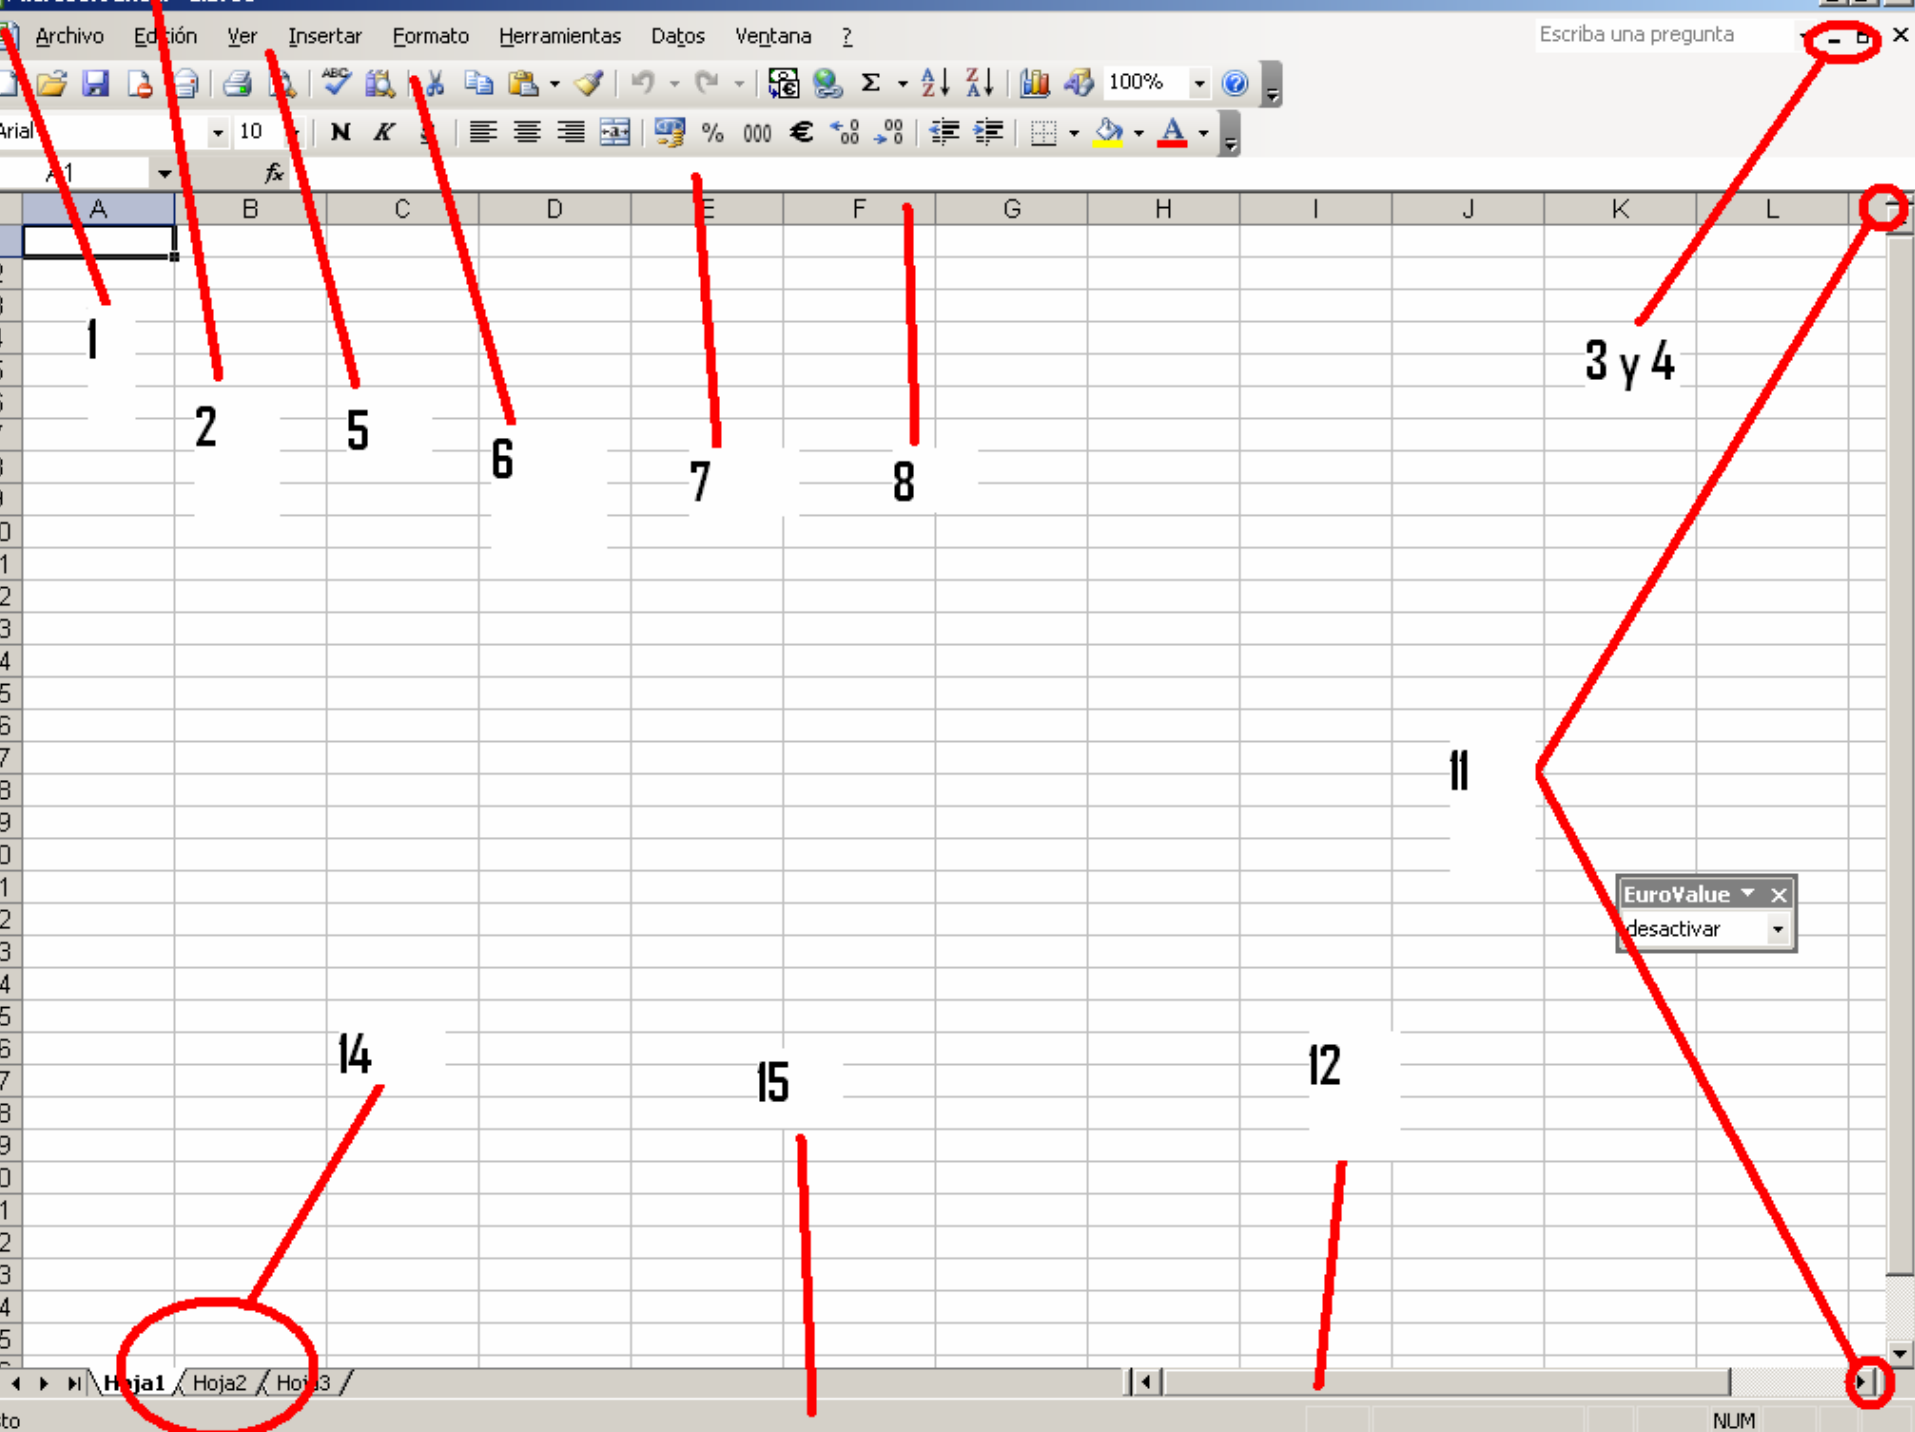 Archivo Edición Ver Insertar Formato Herramientas Datos Ventana ? Escriba una pregunta
100%
Arial 10 N K % 000 €
A1 fx
A B C D E F G H I J K L
1
2
5
6
7
8
3 y 4
11
EuroValue
desactivar
14
15
12
Hoja1 Hoja2 Hoja3
NUM